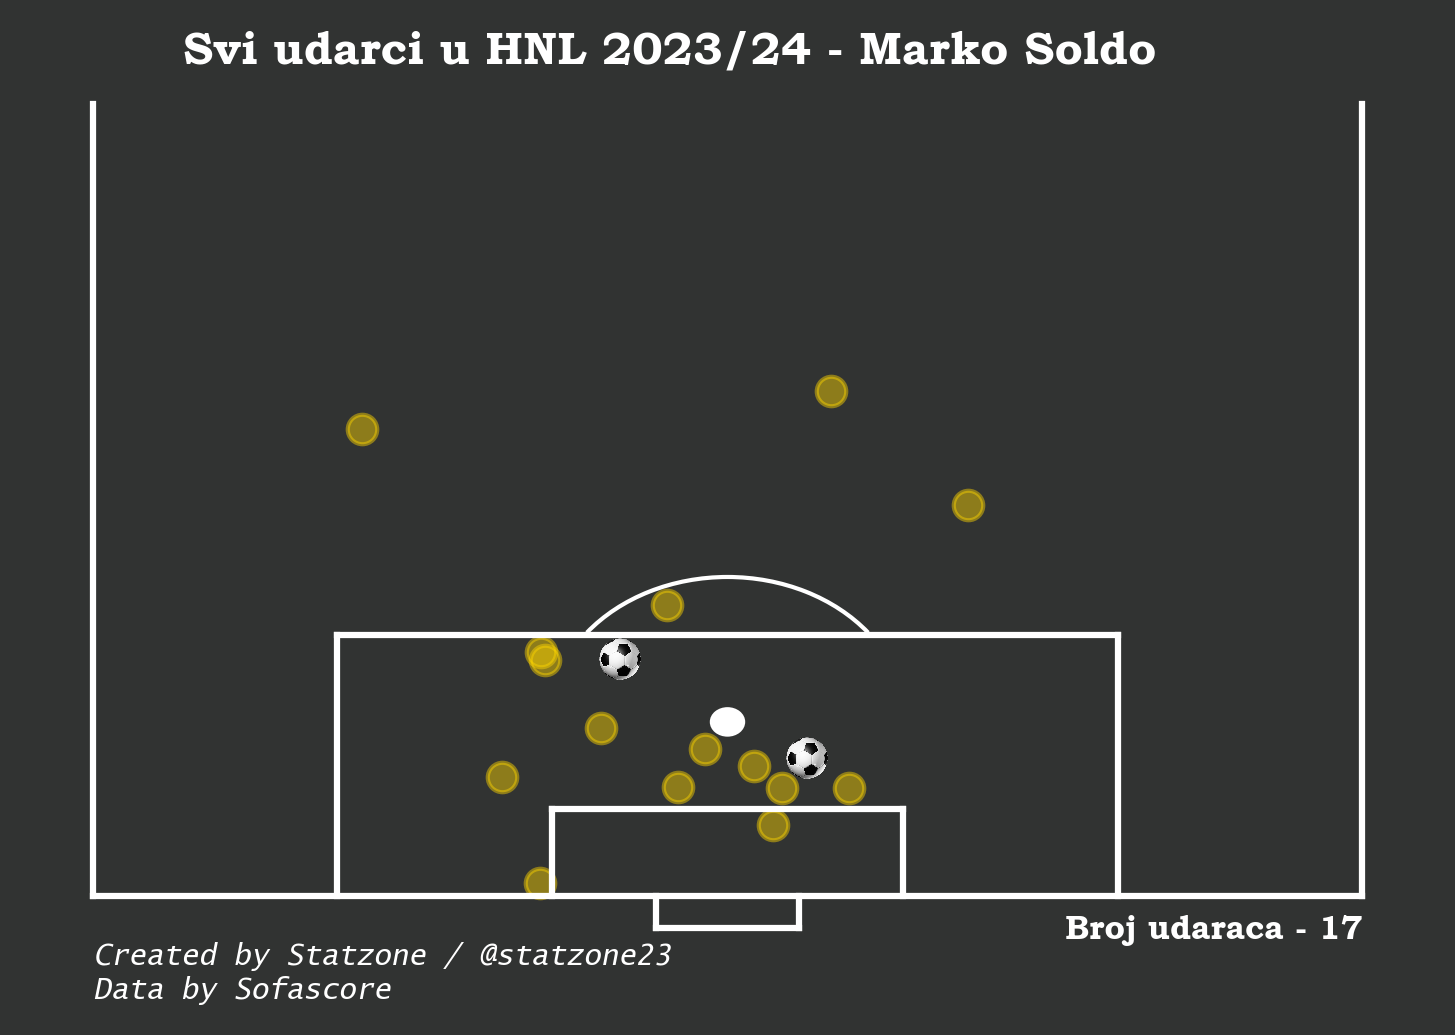 Svi udarci u HNL 2023/24 - Marko Soldo
Broj udaraca - 17
Created by Statzone / @statzone23
Data by Sofascore